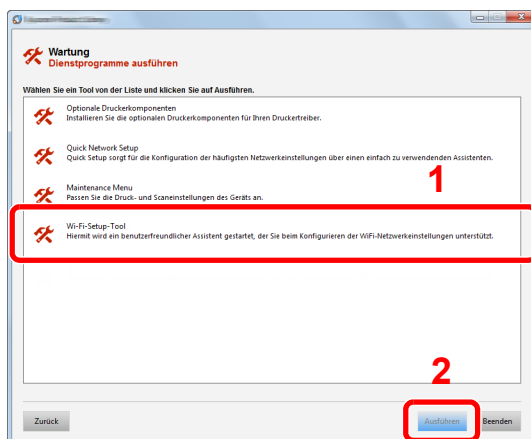 Wartung
Dienstprogramme ausführen
Wählen Sie ein Tool von der Liste und klicken Sie auf Ausführen.
Optionale Druckerkomponenten
Installieren Sie die optionalen Druckerkomponenten für Ihren Druckertreiber.
Quick Network Setup
Quick Setup sorgt für die Konfiguration der häufigsten Netzwerkeinstellungen über einen einfach zu verwendenden Assistenten.
1
Maintenance Menu
Passen Sie die Druck- und Scaneinstellungen des Geräts an.
Wi-Fi-Setup-Tool
Hiermit wird ein benutzerfreundlicher Assistent gestartet, der Sie beim Konfigurieren der WiFi-Netzwerkeinstellungen unterstützt.
2
Zurück
Ausführen
Beenden